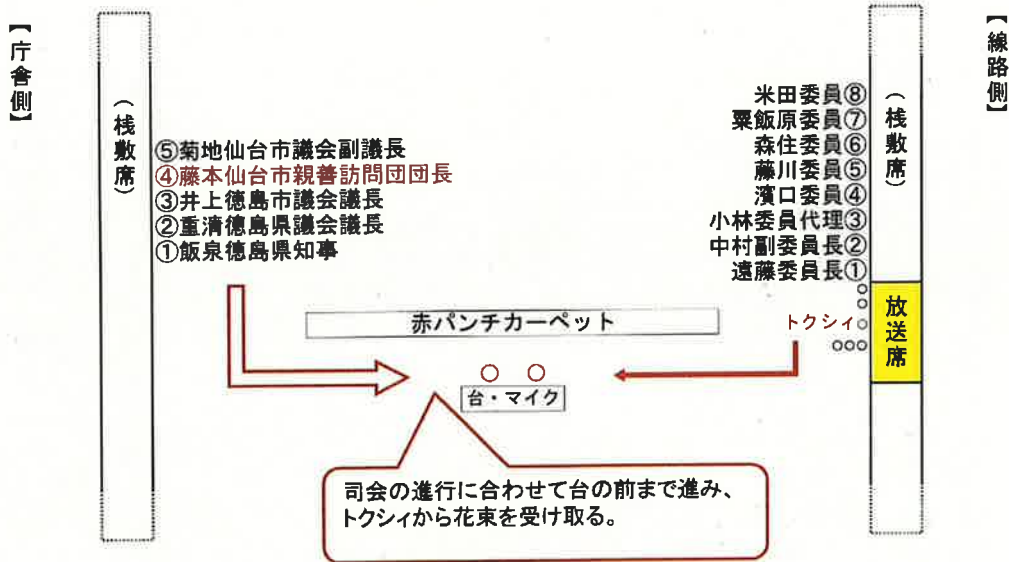 【庁舎側】
（桟敷席）
⑤菊地仙台市議会副議長
④藤本仙台市親善訪問団団長
③井上徳島市議会議長
②重清徳島県議会議長
①飯泉徳島県知事
【線路側】
（桟敷席）
米田委員⑧
粟飯原委員⑦
森住委員⑥
藤川委員⑤
濱口委員④
小林委員代理③
中村副委員長②
遠藤委員長①
放送席
トクシィ
赤パンチカーペット
台・マイク
司会の進行に合わせて台の前まで進み、
トクシィから花束を受け取る。